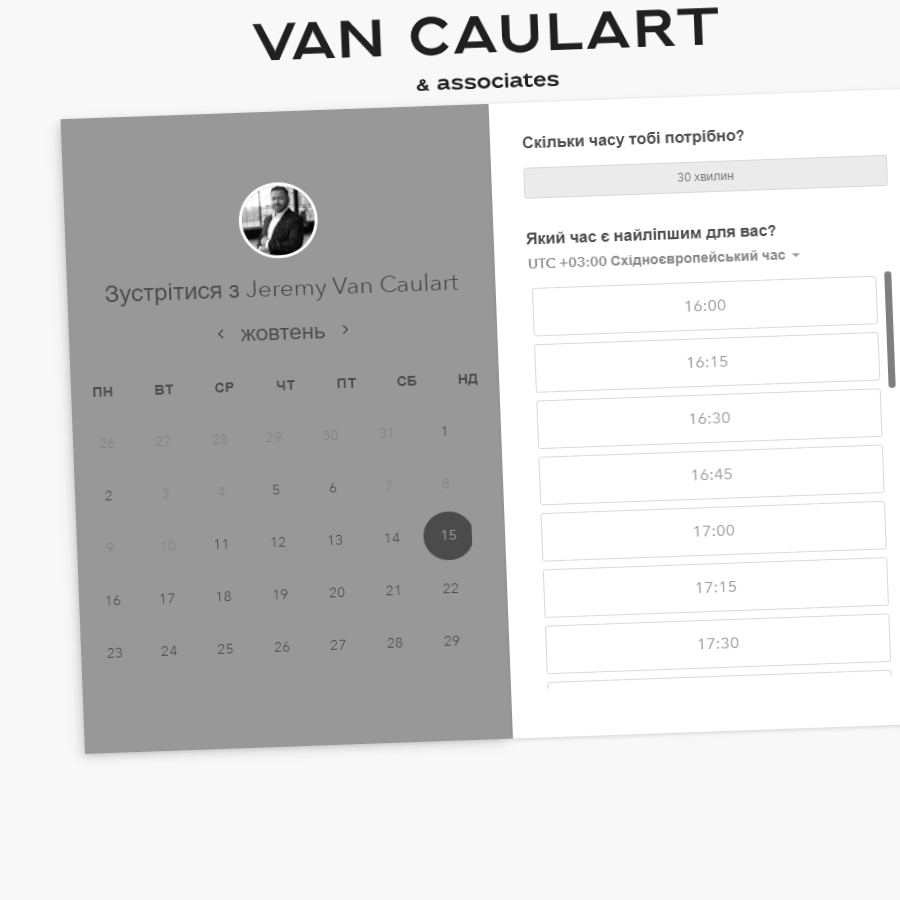 VAN CAULART
& associates
Зустрітися з Jeremy Van Caulart
‹ жовтень ›
ПН ВТ СР ЧТ ПТ СБ НД
26 27 28 29 30 31 1
2 3 4 5 6 7 8
9 10 11 12 13 14 15
16 17 18 19 20 21 22
23 24 25 26 27 28 29
Скільки часу тобі потрібно?
30 хвилин
Який час є найліпшим для вас?
UTC +03:00 Східноєвропейський час
16:00
16:15
16:30
16:45
17:00
17:15
17:30